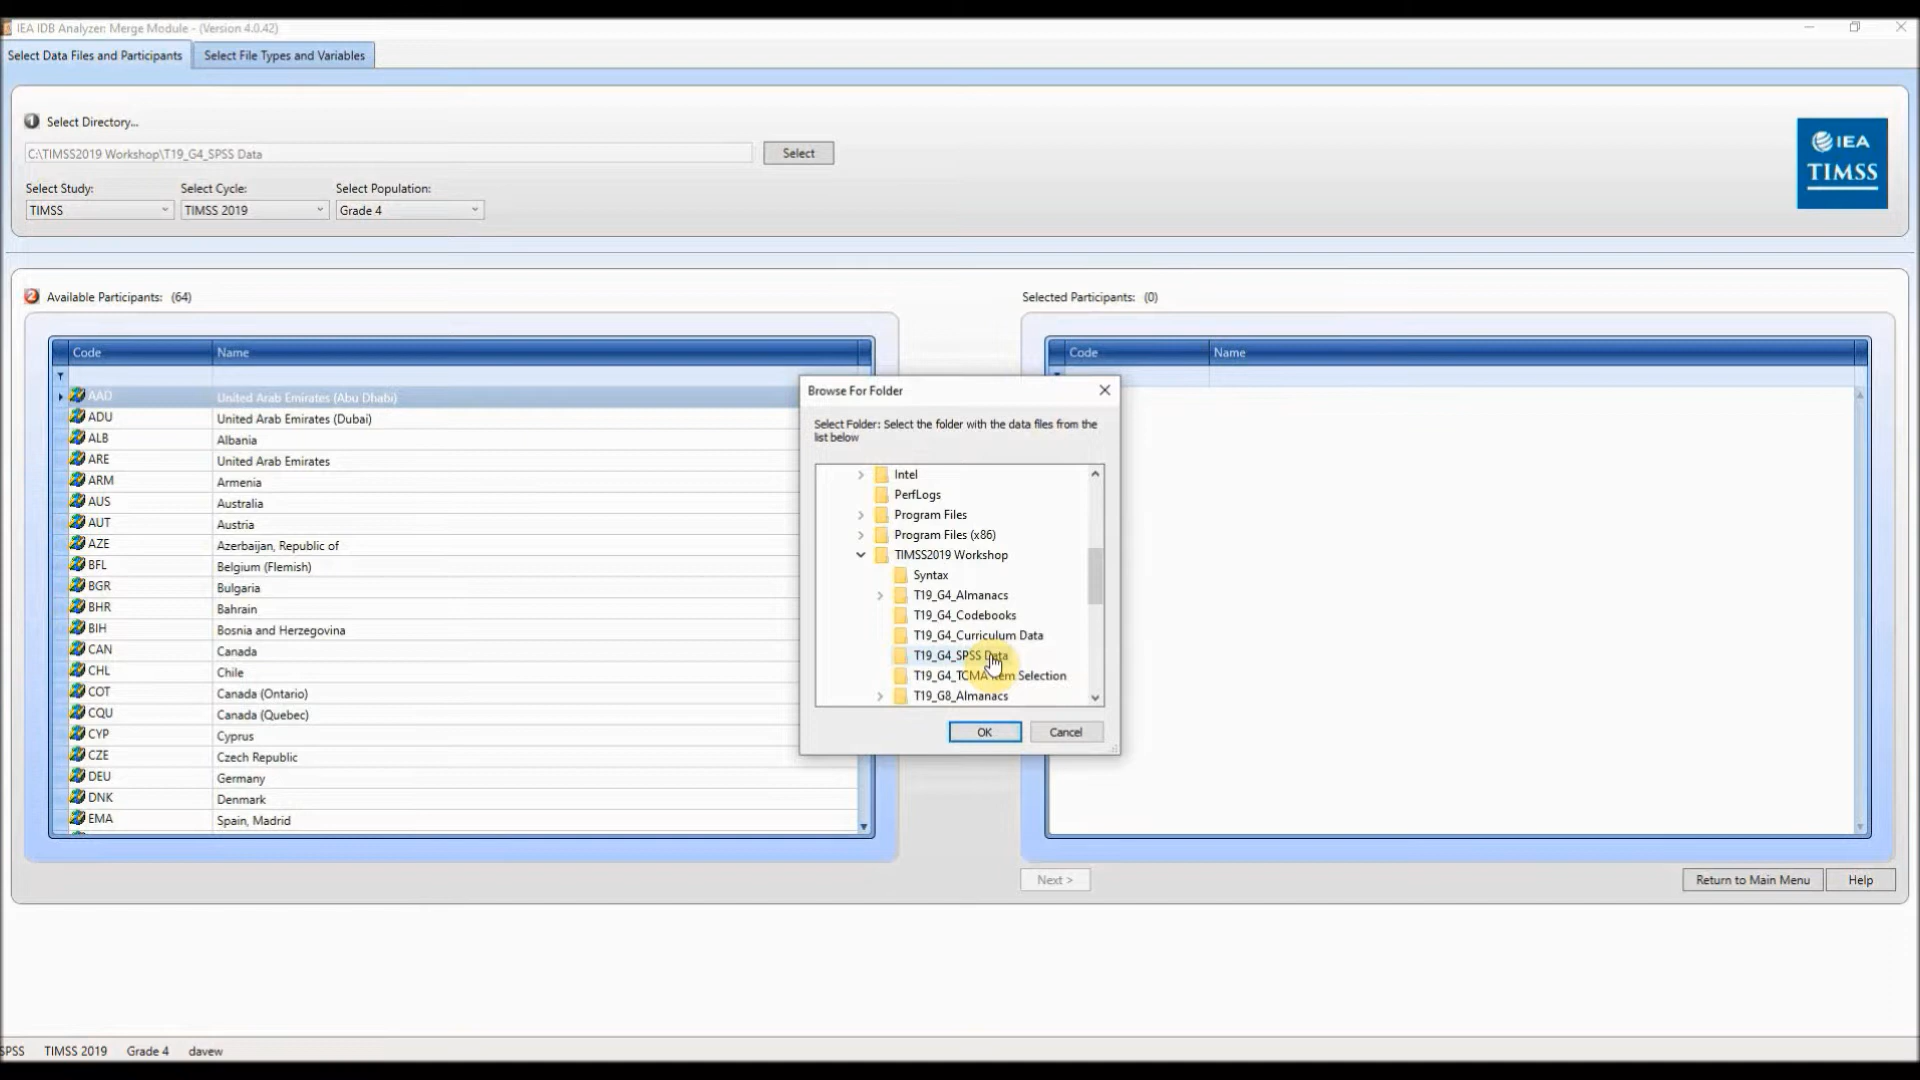 IEA IDB Analyzer: Merge Module - (Version 4.0.42)
Select Data Files and Participants
Select File Types and Variables
1 Select Directory...
C:\TIMSS2019 Workshop\T19_G4_SPSS Data
Select
Select Study:
Select Cycle:
Select Population:
TIMSS
TIMSS 2019
Grade 4
IEA
TIMSS
2 Available Participants: (64)
Code Name
AAD United Arab Emirates (Abu Dhabi)
ADU United Arab Emirates (Dubai)
ALB Albania
ARE United Arab Emirates
ARM Armenia
AUS Australia
AUT Austria
AZE Azerbaijan, Republic of
BFL Belgium (Flemish)
BGR Bulgaria
BHR Bahrain
BIH Bosnia and Herzegovina
CAN Canada
CHL Chile
COT Canada (Ontario)
CQU Canada (Quebec)
CYP Cyprus
CZE Czech Republic
DEU Germany
DNK Denmark
EMA Spain, Madrid
Selected Participants: (0)
Code Name
Browse For Folder
Select Folder: Select the folder with the data files from the
list below
Intel
PerfLogs
Program Files
Program Files (x86)
TIMSS2019 Workshop
Syntax
T19_G4_Almanacs
T19_G4_Codebooks
T19_G4_Curriculum Data
T19_G4_SPSS Data
T19_G4_TCMA Item Selection
T19_G8_Almanacs
OK
Cancel
Next >
Return to Main Menu
Help
SPSS TIMSS 2019 Grade 4 davew